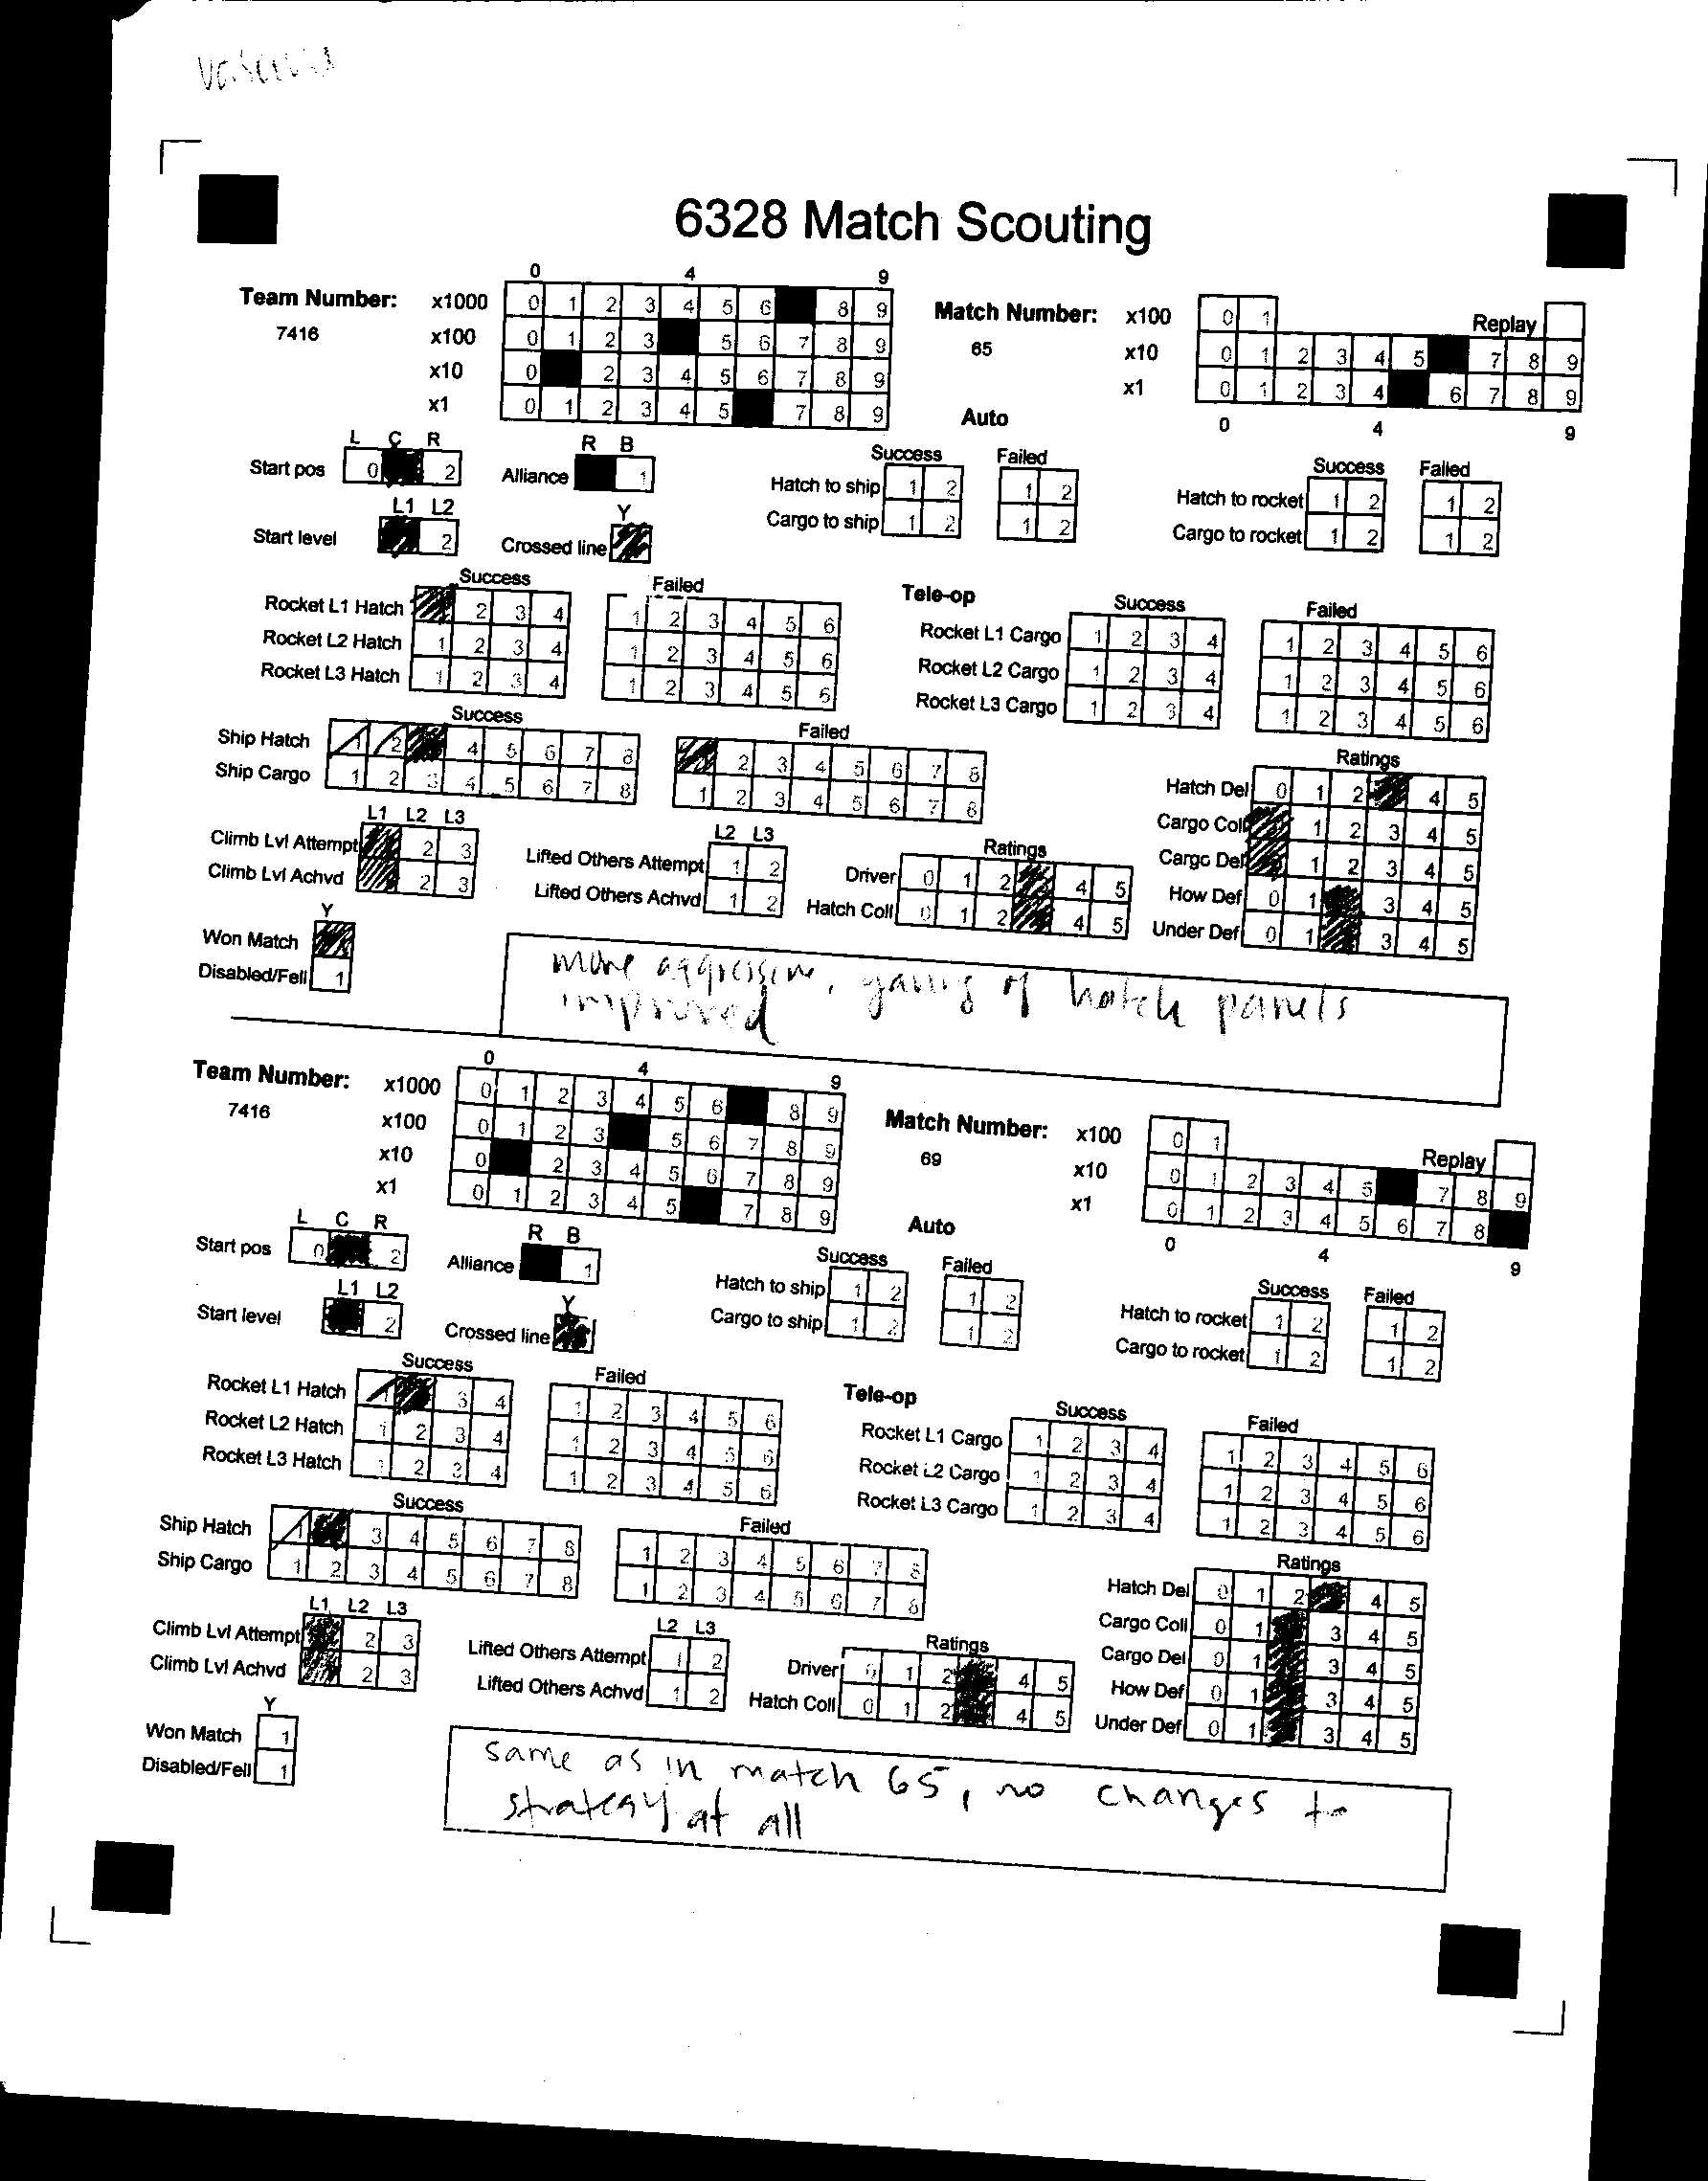 6328 Match Scouting
0 4 9
Team Number: x1000 0 1 2 3 4 5 6 8 9
7416 x100 0 1 2 3 5 6 7 8 9
x10 0 2 3 4 5 6 7 8 9
x1 0 1 2 3 4 5 7 8 9
Match Number: x100 0 1 Replay
65 x10 0 1 2 3 4 5 7 8 9
x1 0 1 2 3 4 6 7 8 9
0 4 9
Auto
L C R
Start pos 0 2
R B
Alliance 1
L1 L2
Start level 2
Y
Crossed line
Success Failed
Hatch to ship 1 2 1 2
Cargo to ship 1 2 1 2
Success Failed
Hatch to rocket 1 2 1 2
Cargo to rocket 1 2 1 2
Success Failed
Rocket L1 Hatch 2 3 4 1 2 3 4 5 6
Rocket L2 Hatch 1 2 3 4 1 2 3 4 5 6
Rocket L3 Hatch 1 2 3 4 1 2 3 4 5 6
Tele-op
Success Failed
Rocket L1 Cargo 1 2 3 4 1 2 3 4 5 6
Rocket L2 Cargo 1 2 3 4 1 2 3 4 5 6
Rocket L3 Cargo 1 2 3 4 1 2 3 4 5 6
Success Failed
Ship Hatch 1 2 4 5 6 7 8 2 3 4 5 6 7 8
Ship Cargo 1 2 3 4 5 6 7 8 1 2 3 4 5 6 7 8
L1 L2 L3
Climb Lvl Attempt 2 3
Climb Lvl Achvd 2 3
L2 L3
Lifted Others Attempt 1 2
Lifted Others Achvd 1 2
Ratings
Driver 0 1 2 4 5
Hatch Coll 0 1 2 4 5
Ratings
Hatch Del 0 1 2 4 5
Cargo Coll 1 2 3 4 5
Cargo Del 1 2 3 4 5
How Def 0 1 3 4 5
Under Def 0 1 3 4 5
Y
Won Match
Disabled/Fell 1
more aggressive, of hatch panels
improved
0 4 9
Team Number: x1000 0 1 2 3 4 5 6 8 9
7416 x100 0 1 2 3 5 6 7 8 9
x10 0 2 3 4 5 6 7 8 9
x1 0 1 2 3 4 5 7 8 9
Match Number: x100 0 1 Replay
69 x10 0 1 2 3 4 5 7 8 9
x1 0 1 2 3 4 5 6 7 8
0 4 9
Auto
L C R
Start pos 0 2
R B
Alliance 1
L1 L2
Start level 2
Y
Crossed line
Success Failed
Hatch to ship 1 2 1 2
Cargo to ship 1 2 1 2
Success Failed
Hatch to rocket 1 2 1 2
Cargo to rocket 1 2 1 2
Success Failed
Rocket L1 Hatch 1 3 4 1 2 3 4 5 6
Rocket L2 Hatch 1 2 3 4 1 2 3 4 5 6
Rocket L3 Hatch 1 2 3 4 1 2 3 4 5 6
Tele-op
Success Failed
Rocket L1 Cargo 1 2 3 4 1 2 3 4 5 6
Rocket L2 Cargo 1 2 3 4 1 2 3 4 5 6
Rocket L3 Cargo 1 2 3 4 1 2 3 4 5 6
Success Failed
Ship Hatch 1 3 4 5 6 7 8 1 2 3 4 5 6 7 8
Ship Cargo 1 2 3 4 5 6 7 8 1 2 3 4 5 6 7 8
L1 L2 L3
Climb Lvl Attempt 2 3
Climb Lvl Achvd 2 3
L2 L3
Lifted Others Attempt 1 2
Lifted Others Achvd 1 2
Ratings
Driver 0 1 2 4 5
Hatch Coll 0 1 2 4 5
Ratings
Hatch Del 0 1 2 4 5
Cargo Coll 0 1 3 4 5
Cargo Del 0 1 3 4 5
How Def 0 1 3 4 5
Under Def 0 1 3 4 5
Y
Won Match 1
Disabled/Fell 1
same as in match 65, no changes to
strategy at all